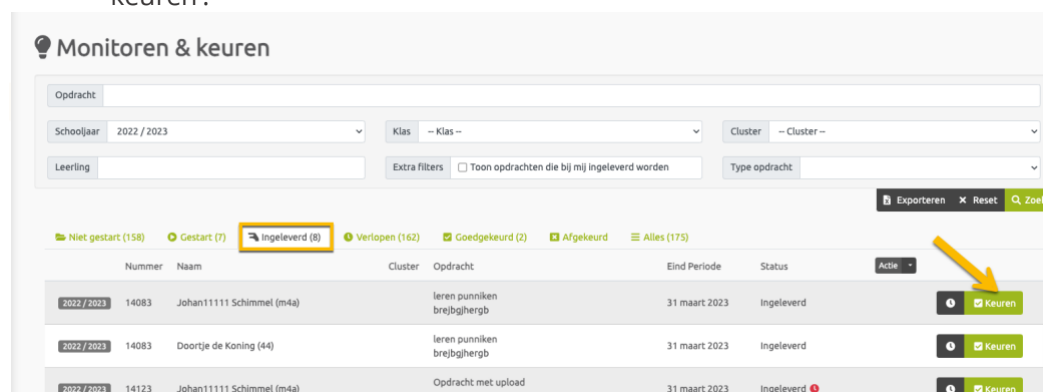 keuren'.
Monitoren & keuren
Opdracht
Schooljaar 2022 / 2023 Klas -- Klas -- Cluster -- Cluster --
Leerling Extra filters Toon opdrachten die bij mij ingeleverd worden Type opdracht
Exporteren Reset Zoe
Niet gestart (158) Gestart (7) Ingeleverd (8) Verlopen (162) Goedgekeurd (2) Afgekeurd Alles (175)
Nummer Naam Cluster Opdracht Eind Periode Status Actie
leren punniken
2022 / 2023 14083 Johan11111 Schimmel (m4a) 31 maart 2023 Ingeleverd Keuren
brejbgjhergb
leren punniken
2022 / 2023 14083 Doortje de Koning (44) 31 maart 2023 Ingeleverd Keuren
brejbgjhergb
Opdracht met upload
2022 / 2023 14123 Johan11111 Schimmel (m4a) 31 maart 2023 Ingeleverd Keuren